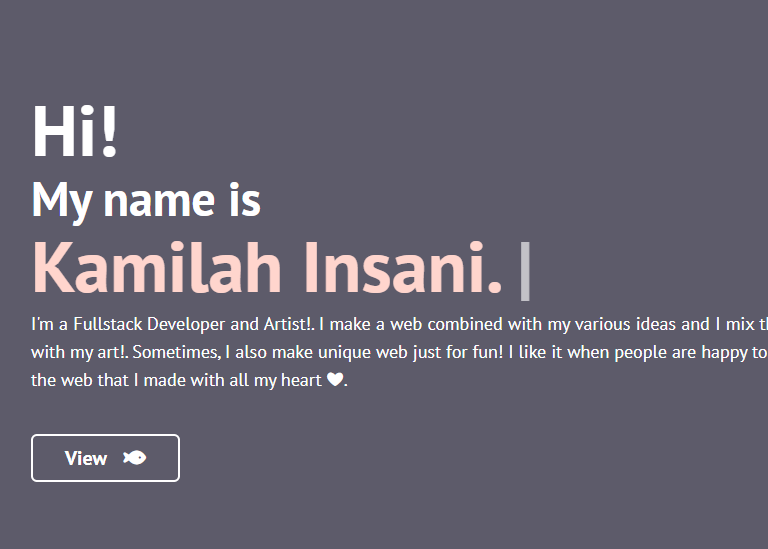 Hi!
My name is
Kamilah Insani. |
I'm a Fullstack Developer and Artist!. I make a web combined with my various ideas and I mix
with my art!. Sometimes, I also make unique web just for fun! I like it when people are happy to
the web that I made with all my heart ♥.
View